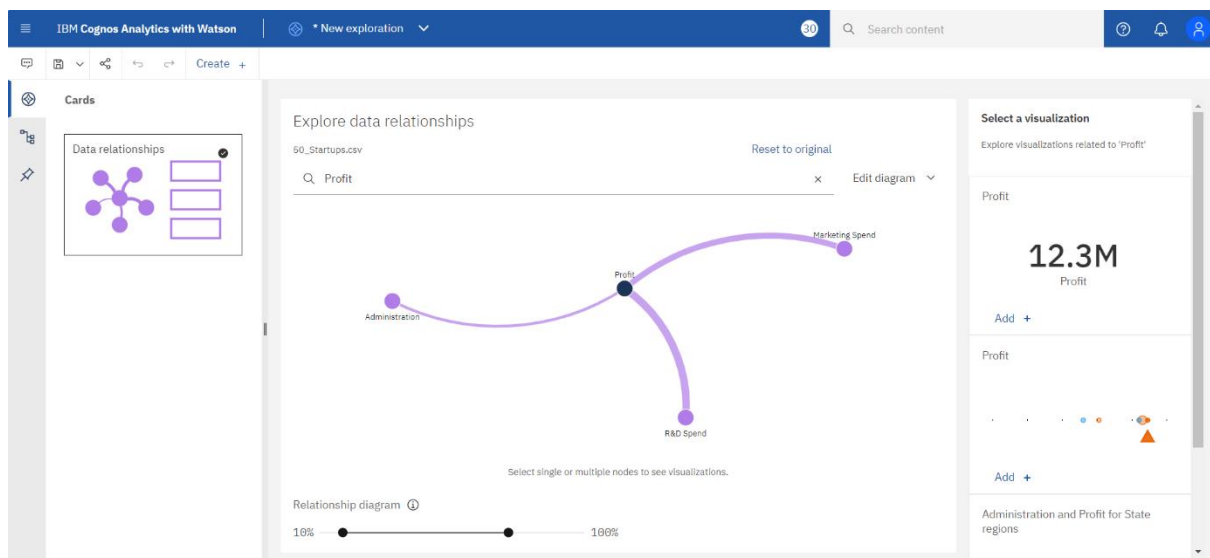 IBM Cognos Analytics with Watson
* New exploration
30
Search content
Create +
Cards
Data relationships
Explore data relationships
50_Startups.csv
Reset to original
Profit
Edit diagram
Marketing Spend
Profit
Administration
R&D Spend
Select single or multiple nodes to see visualizations.
Relationship diagram
10%
100%
Select a visualization
Explore visualizations related to 'Profit'
Profit
12.3M
Profit
Add +
Profit
Add +
Administration and Profit for State
regions